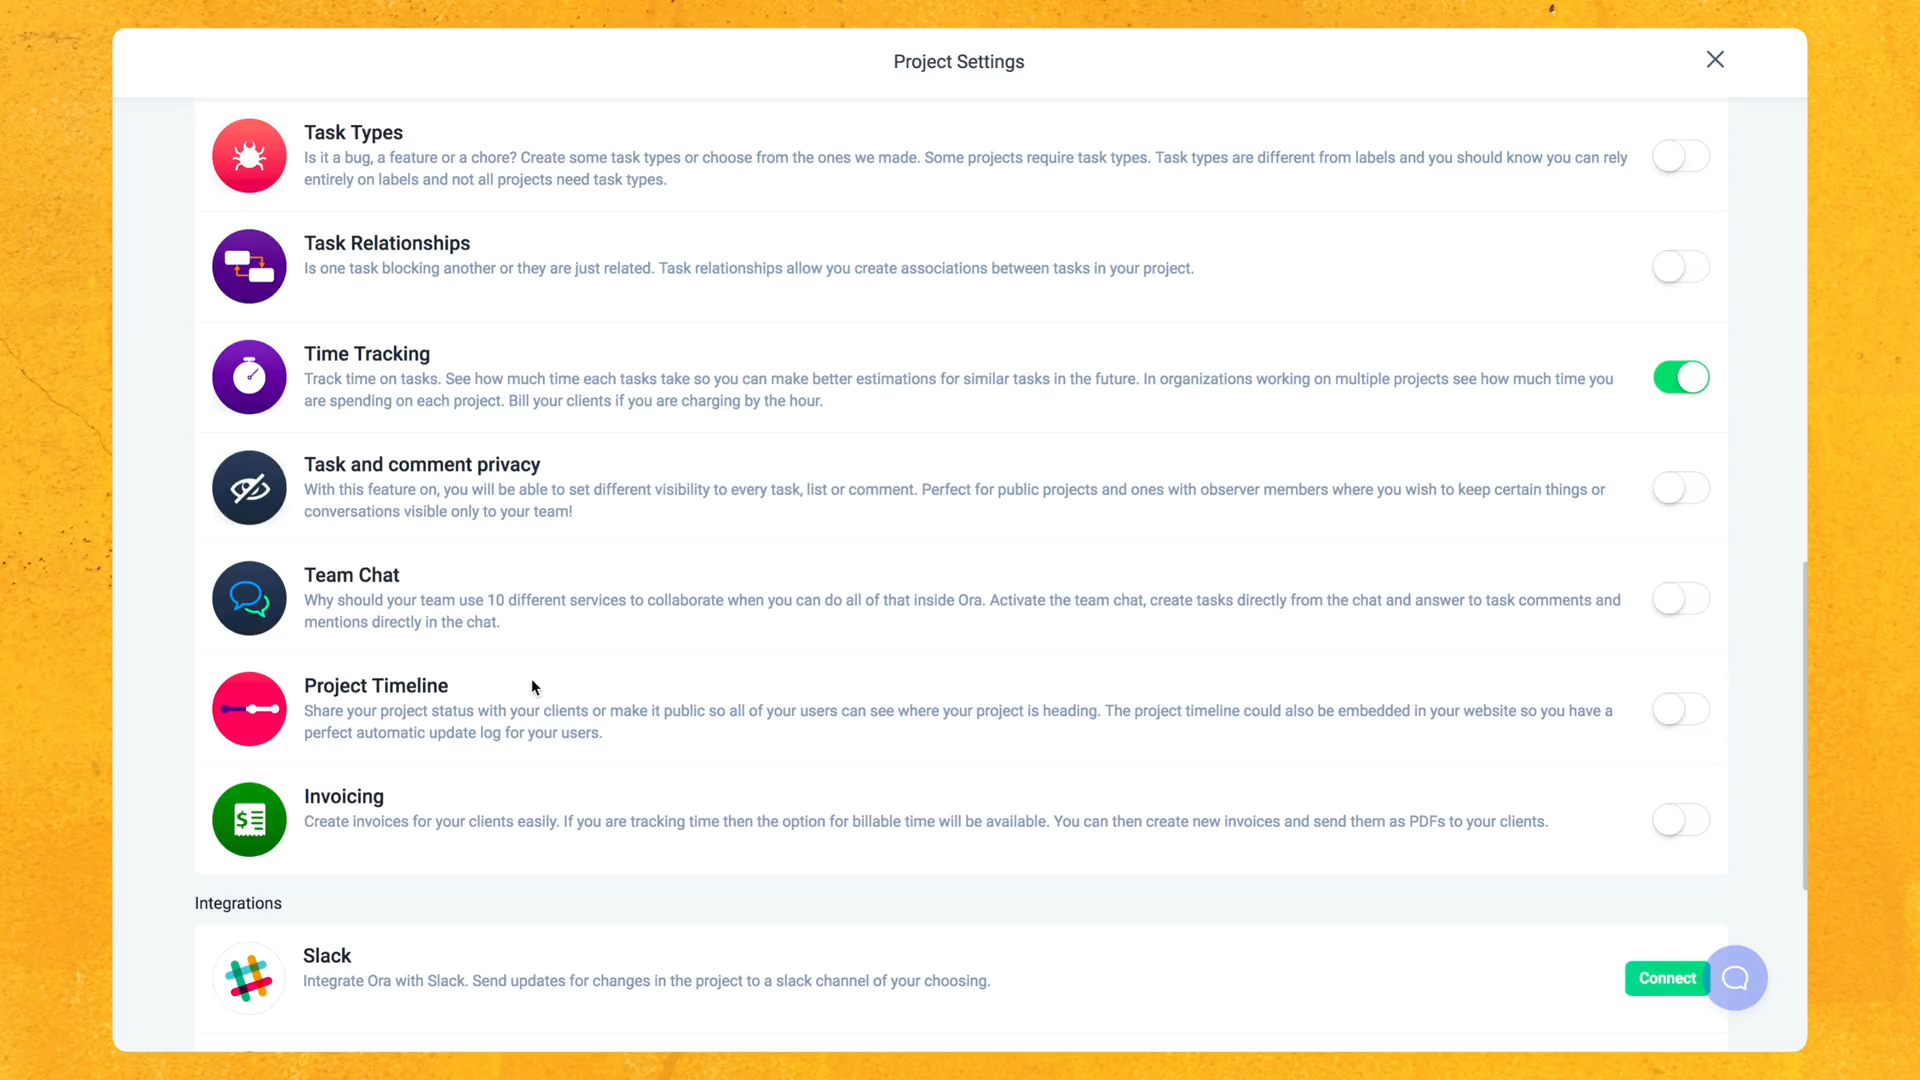 Project Settings
Task Types
Is it a bug, a feature or a chore? Create some task types or choose from the ones we made. Some projects require task types. Task types are different from labels and you should know you can rely
entirely on labels and not all projects need task types.
Task Relationships
Is one task blocking another or they are just related. Task relationships allow you create associations between tasks in your project.
Time Tracking
Track time on tasks. See how much time each tasks take so you can make better estimations for similar tasks in the future. In organizations working on multiple projects see how much time you
are spending on each project. Bill your clients if you are charging by the hour.
Task and comment privacy
With this feature on, you will be able to set different visibility to every task, list or comment. Perfect for public projects and ones with observer members where you wish to keep certain things or
conversations visible only to your team!
Team Chat
Why should your team use 10 different services to collaborate when you can do all of that inside Ora. Activate the team chat, create tasks directly from the chat and answer to task comments and
mentions directly in the chat.
Project Timeline
Share your project status with your clients or make it public so all of your users can see where your project is heading. The project timeline could also be embedded in your website so you have a
perfect automatic update log for your users.
Invoicing
Create invoices for your clients easily. If you are tracking time then the option for billable time will be available. You can then create new invoices and send them as PDFs to your clients.
Integrations
Slack
Integrate Ora with Slack. Send updates for changes in the project to a slack channel of your choosing.
Connect